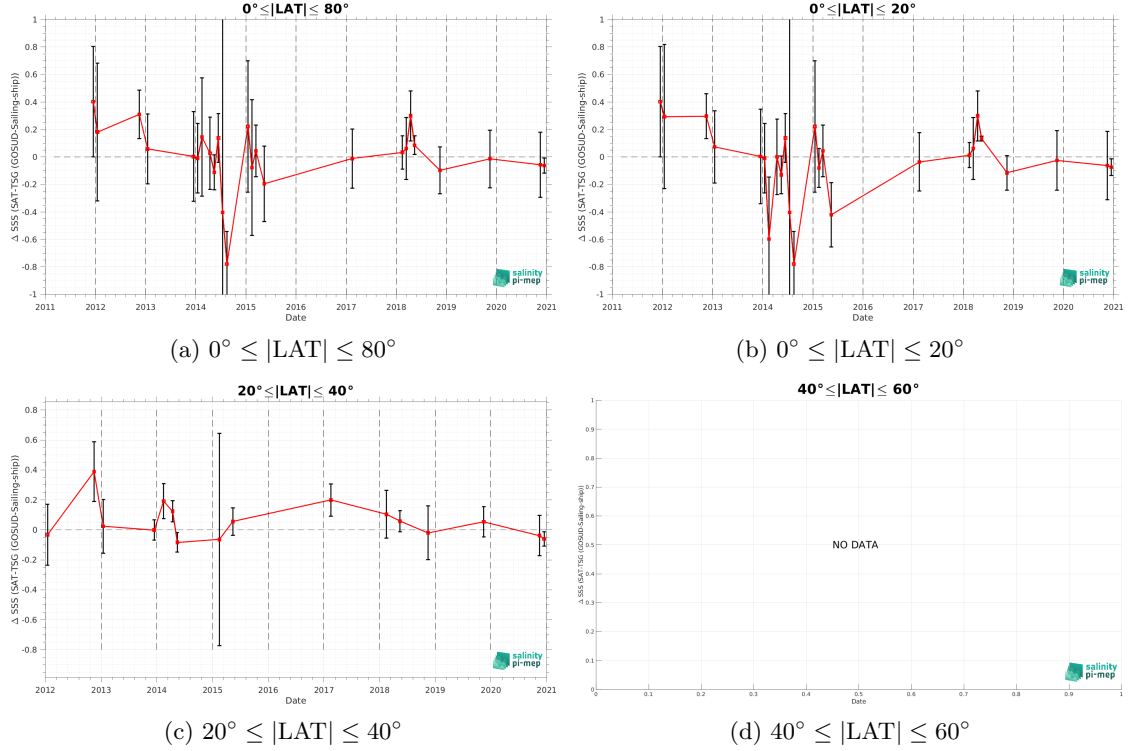 0°≤|LAT|≤ 80°
Δ SSS (SAT-TSG (GOSUD-Sailing-ship))
1
0.8
0.6
0.4
0.2
0
-0.2
-0.4
-0.6
-0.8
-1
2011 2012 2013 2014 2015 2016 2017 2018 2019 2020 2021
Date
salinity
pi-mep
(a) 0° ≤ |LAT| ≤ 80°
0°≤|LAT|≤ 20°
Δ SSS (SAT-TSG (GOSUD-Sailing-ship))
1
0.8
0.6
0.4
0.2
0
-0.2
-0.4
-0.6
-0.8
-1
2011 2012 2013 2014 2015 2016 2017 2018 2019 2020 2021
Date
salinity
pi-mep
(b) 0° ≤ |LAT| ≤ 20°
20°≤|LAT|≤ 40°
Δ SSS (SAT-TSG (GOSUD-Sailing-ship))
0.8
0.6
0.4
0.2
0
-0.2
-0.4
-0.6
-0.8
2012 2013 2014 2015 2016 2017 2018 2019 2020 2021
Date
salinity
pi-mep
(c) 20° ≤ |LAT| ≤ 40°
40°≤|LAT|≤ 60°
Δ SSS (SAT-TSG (GOSUD-Sailing-ship))
1
0.9
0.8
0.7
0.6
0.5
0.4
0.3
0.2
0.1
0
NO DATA
0 0.1 0.2 0.3 0.4 0.5 0.6 0.7 0.8 0.9 1
Date
salinity
pi-mep
(d) 40° ≤ |LAT| ≤ 60°